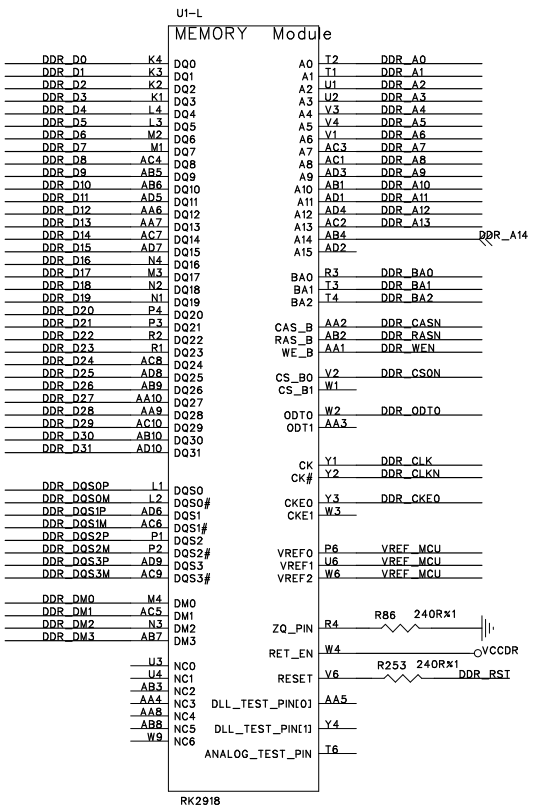 U1-L
MEMORY Module
DDR_D0 K4 DQ0 A0 T2 DDR_A0
DDR_D1 K3 DQ1 A1 T1 DDR_A1
DDR_D2 K2 DQ2 A2 U1 DDR_A2
DDR_D3 K1 DQ3 A3 U2 DDR_A3
DDR_D4 L4 DQ4 A4 V3 DDR_A4
DDR_D5 L3 DQ5 A5 V4 DDR_A5
DDR_D6 M2 DQ6 A6 V1 DDR_A6
DDR_D7 M1 DQ7 A7 AC3 DDR_A7
DDR_D8 AC4 DQ8 A8 AC1 DDR_A8
DDR_D9 AB5 DQ9 A9 AD3 DDR_A9
DDR_D10 AB6 DQ10 A10 AB1 DDR_A10
DDR_D11 AD5 DQ11 A11 AD1 DDR_A11
DDR_D12 AA6 DQ12 A12 AD4 DDR_A12
DDR_D13 AA7 DQ13 A13 AC2 DDR_A13
DDR_D14 AC7 DQ14 A14 AB4 DDR_A14
DDR_D15 AD7 DQ15 A15 AD2
DDR_D16 N4 DQ16
DDR_D17 M3 DQ17 BA0 R3 DDR_BA0
DDR_D18 N2 DQ18 BA1 T3 DDR_BA1
DDR_D19 N1 DQ19 BA2 T4 DDR_BA2
DDR_D20 P4 DQ20
DDR_D21 P3 DQ21 CAS_B AA2 DDR_CASN
DDR_D22 R2 DQ22 RAS_B AB2 DDR_RASN
DDR_D23 R1 DQ23 WE_B AA1 DDR_WEN
DDR_D24 AC8 DQ24
DDR_D25 AD8 DQ25 CS_B0 V2 DDR_CS0N
DDR_D26 AB9 DQ26 CS_B1 W1
DDR_D27 AA10 DQ27
DDR_D28 AA9 DQ28 ODT0 W2 DDR_ODT0
DDR_D29 AC10 DQ29 ODT1 AA3
DDR_D30 AB10 DQ30
DDR_D31 AD10 DQ31
CK Y1 DDR_CLK
CK# Y2 DDR_CLKN
DDR_DQS0P L1 DQS0
DDR_DQS0M L2 DQS0# CKE0 Y3 DDR_CKE0
DDR_DQS1P AD6 DQS1 CKE1 W3
DDR_DQS1M AC6 DQS1#
DDR_DQS2P P1 DQS2
DDR_DQS2M P2 DQS2# VREF0 P6 VREF_MCU
DDR_DQS3P AD9 DQS3 VREF1 U6 VREF_MCU
DDR_DQS3M AC9 DQS3# VREF2 W6 VREF_MCU
DDR_DM0 M4 DM0
DDR_DM1 AC5 DM1
DDR_DM2 N3 DM2 ZQ_PIN R4 R86 240R%1
DDR_DM3 AB7 DM3
RET_EN W4 VCCDR
U3 NC0
U4 NC1 RESET V6 R253 240R%1 DDR_RST
AB3 NC2
AA4 NC3 DLL_TEST_PIN[0] AA5
AA8 NC4
AB8 NC5 DLL_TEST_PIN[1] Y4
W9 NC6
ANALOG_TEST_PIN T6
RK2918